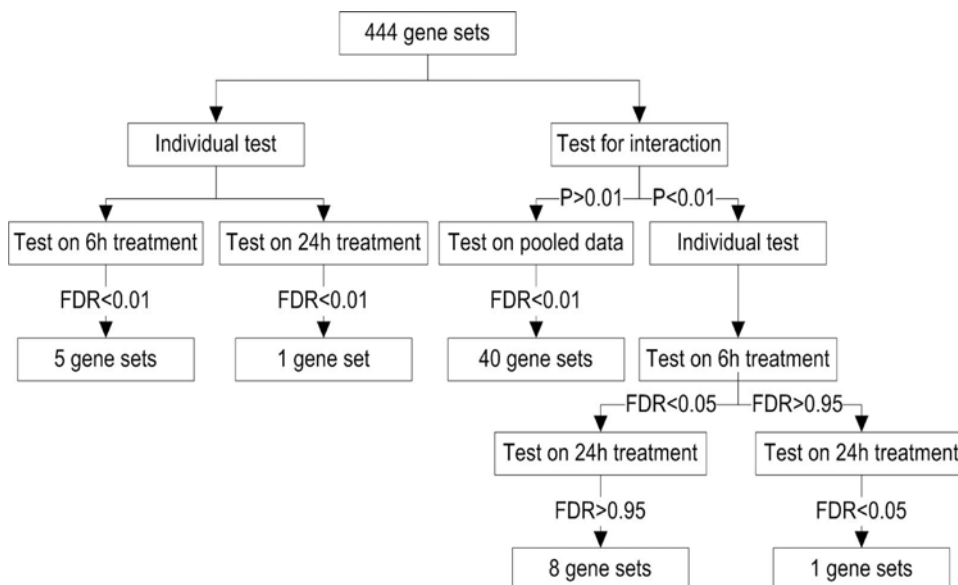 444 gene sets
Individual test
Test for interaction
P>0.01
P<0.01
Test on 6h treatment
Test on 24h treatment
Test on pooled data
Individual test
FDR<0.01
FDR<0.01
FDR<0.01
5 gene sets
1 gene set
40 gene sets
Test on 6h treatment
FDR<0.05
FDR>0.95
Test on 24h treatment
Test on 24h treatment
FDR>0.95
FDR<0.05
8 gene sets
1 gene sets